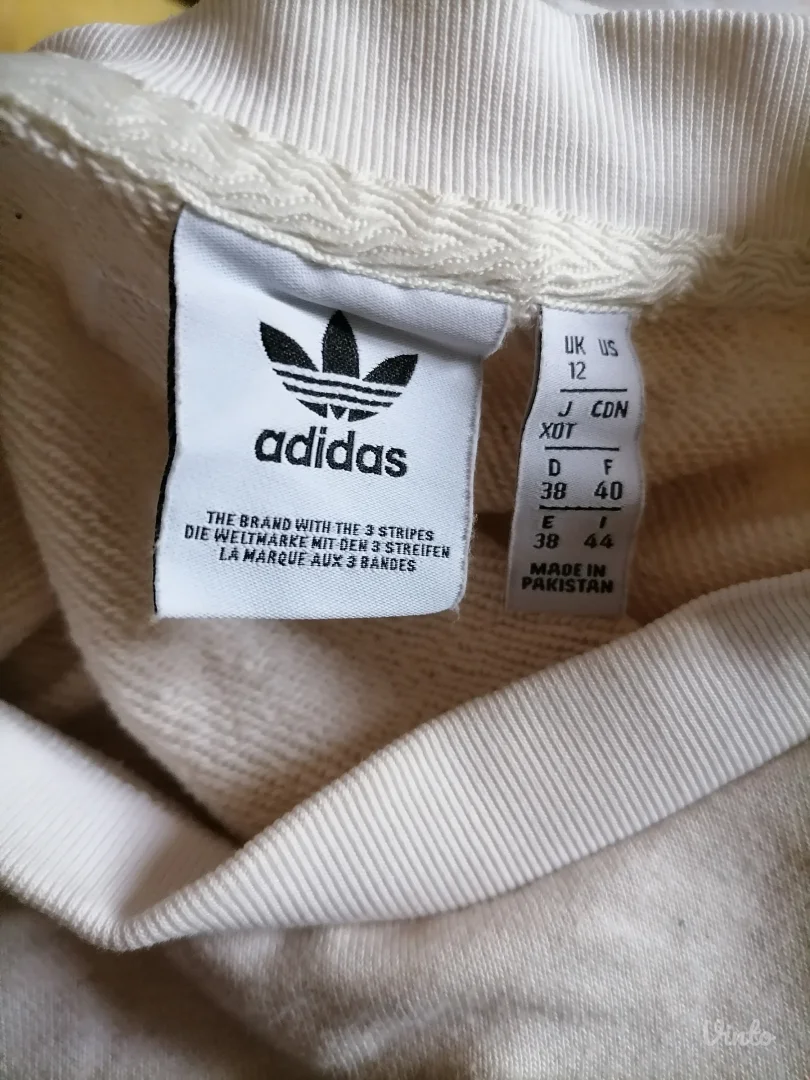 adidas
THE BRAND WITH THE 3 STRIPES
DIE WELTMARKE MIT DEN 3 STREIFEN
LA MARQUE AUX 3 BANDES
UK US
12
J CDN
XOT
D F
38 40
E I
38 44
MADE IN
PAKISTAN